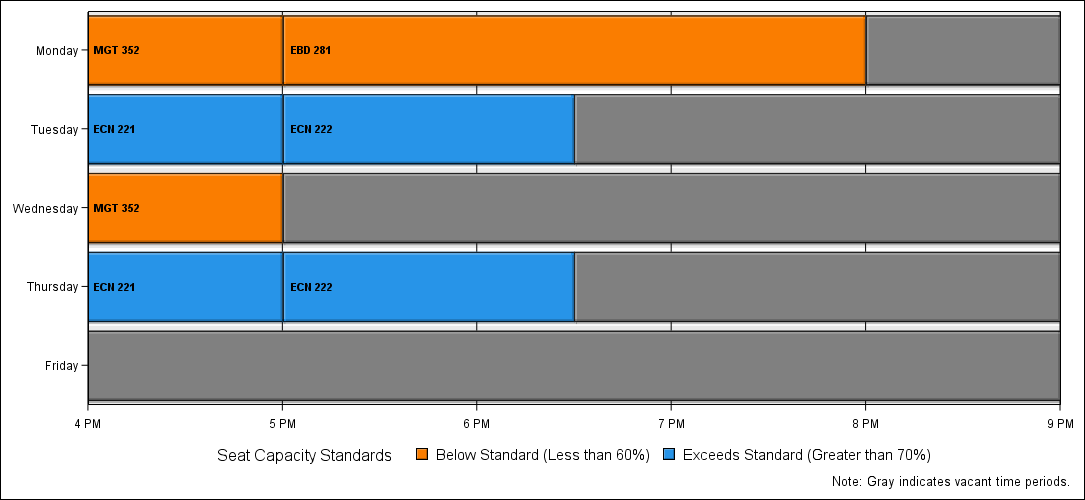 Monday MGT 352 EBD 281
Tuesday ECN 221 ECN 222
Wednesday MGT 352
Thursday ECN 221 ECN 222
Friday
4 PM 5 PM 6 PM 7 PM 8 PM 9 PM
Seat Capacity Standards Below Standard (Less than 60%) Exceeds Standard (Greater than 70%)
Note: Gray indicates vacant time periods.